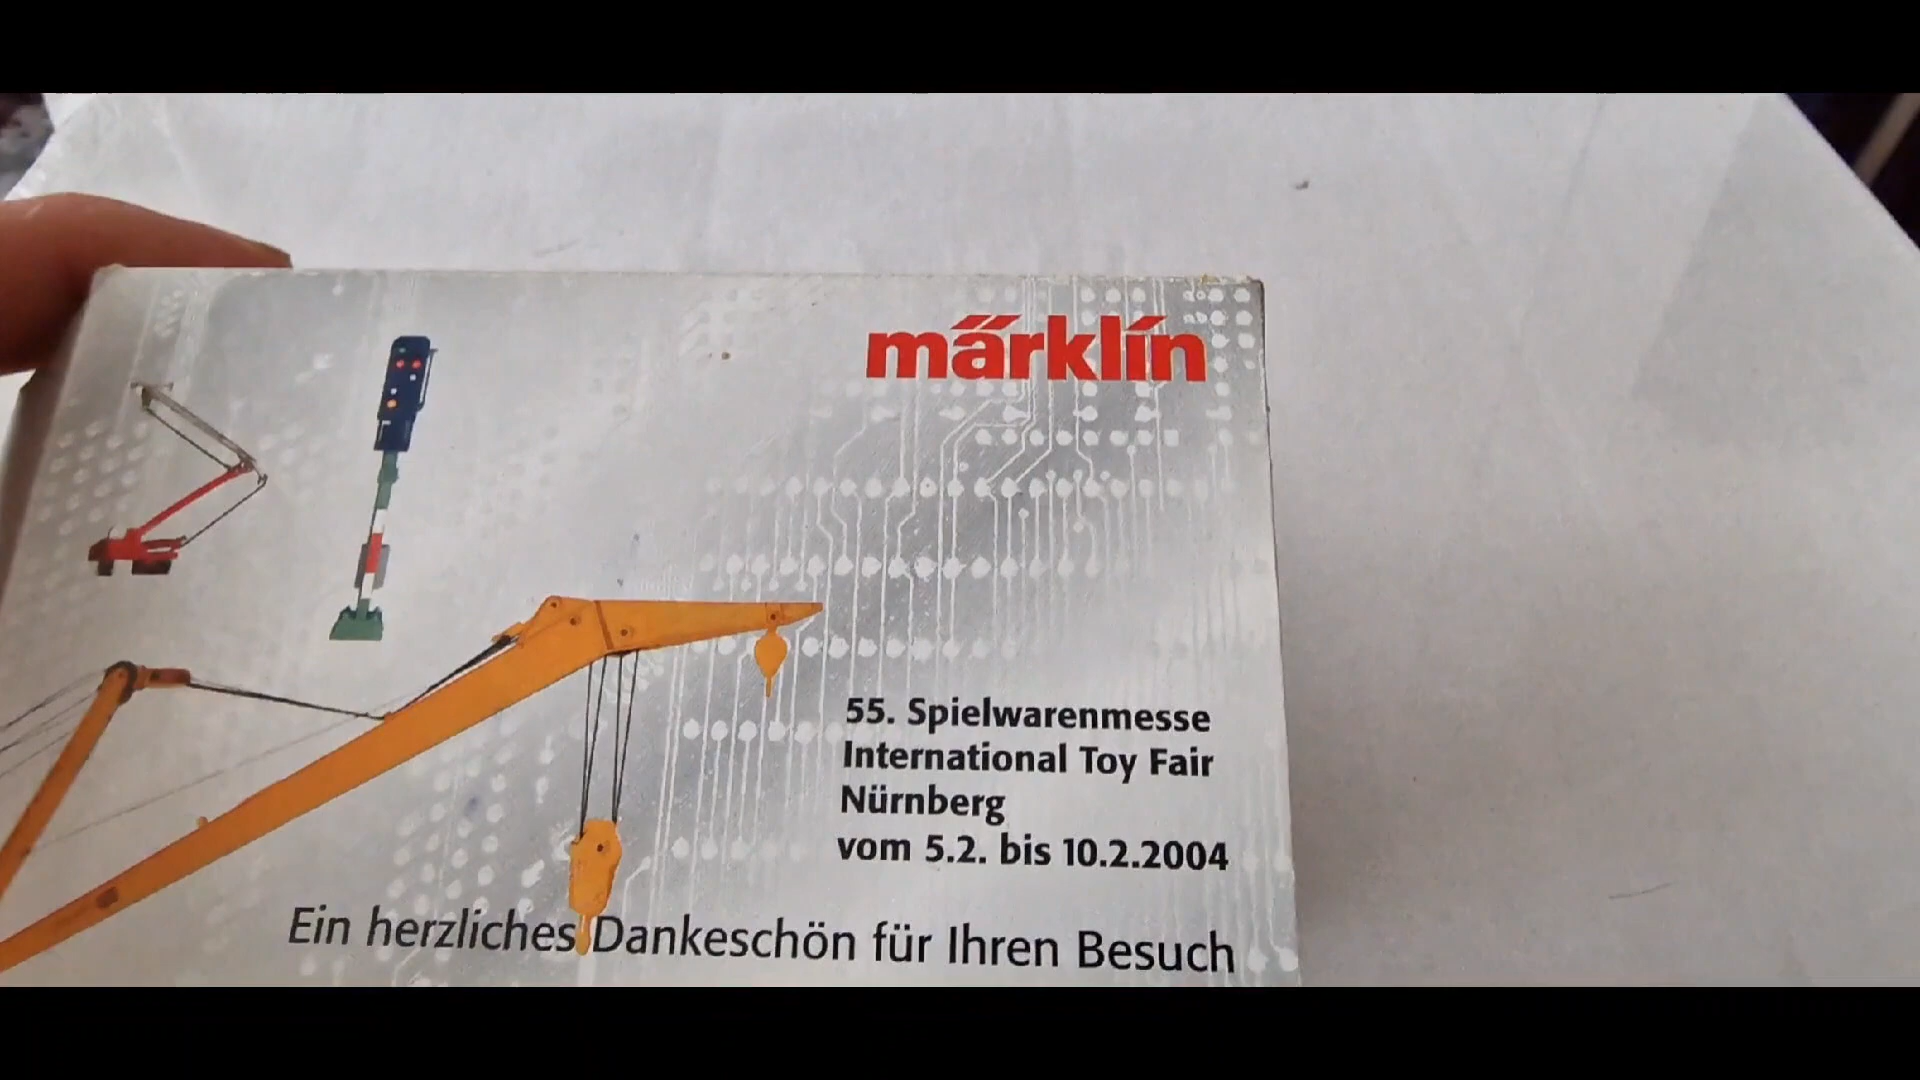 märklin
55. Spielwarenmesse
International Toy Fair
Nürnberg
vom 5.2. bis 10.2.2004
Ein herzliches Dankeschön für Ihren Besuch